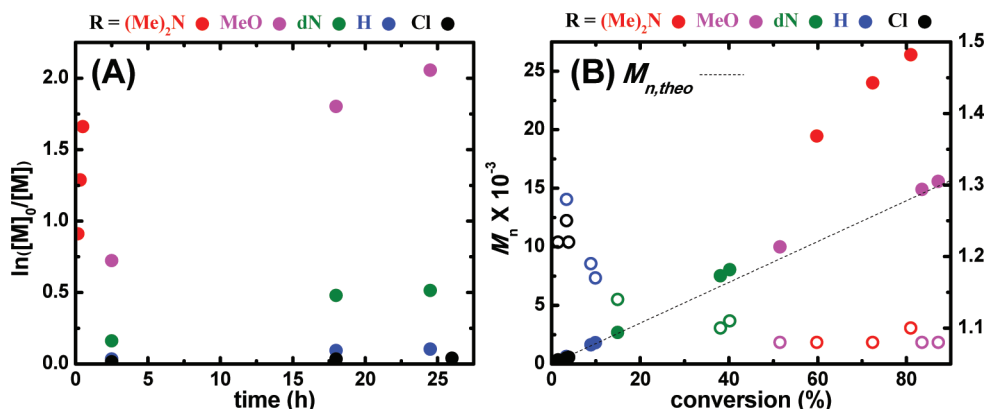 R = (Me)₂N MeO dN H Cl
(A)
ln([M]₀/[M])
2.0
1.5
1.0
0.5
0.0
0 5 10 15 20 25
time (h)
R = (Me)₂N MeO dN H Cl
(B) Mn,theo
Mn X 10⁻³
25
20
15
10
5
0
1.5
1.4
1.3
1.2
1.1
0 20 40 60 80
conversion (%)